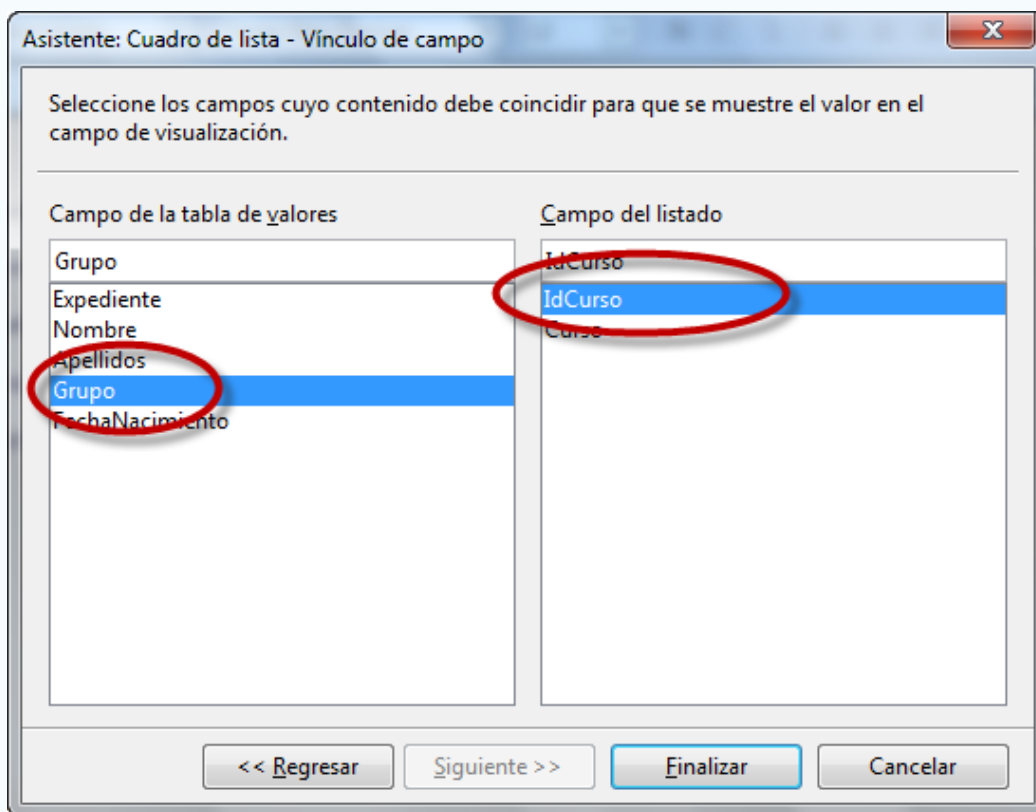 Asistente: Cuadro de lista - Vínculo de campo
Seleccione los campos cuyo contenido debe coincidir para que se muestre el valor en el
campo de visualización.
Campo de la tabla de valores
Grupo
Expediente
Nombre
Apellidos
Grupo
FechaNacimiento
Campo del listado
IdCurso
IdCurso
Curso
<< Regresar
Siguiente >>
Finalizar
Cancelar